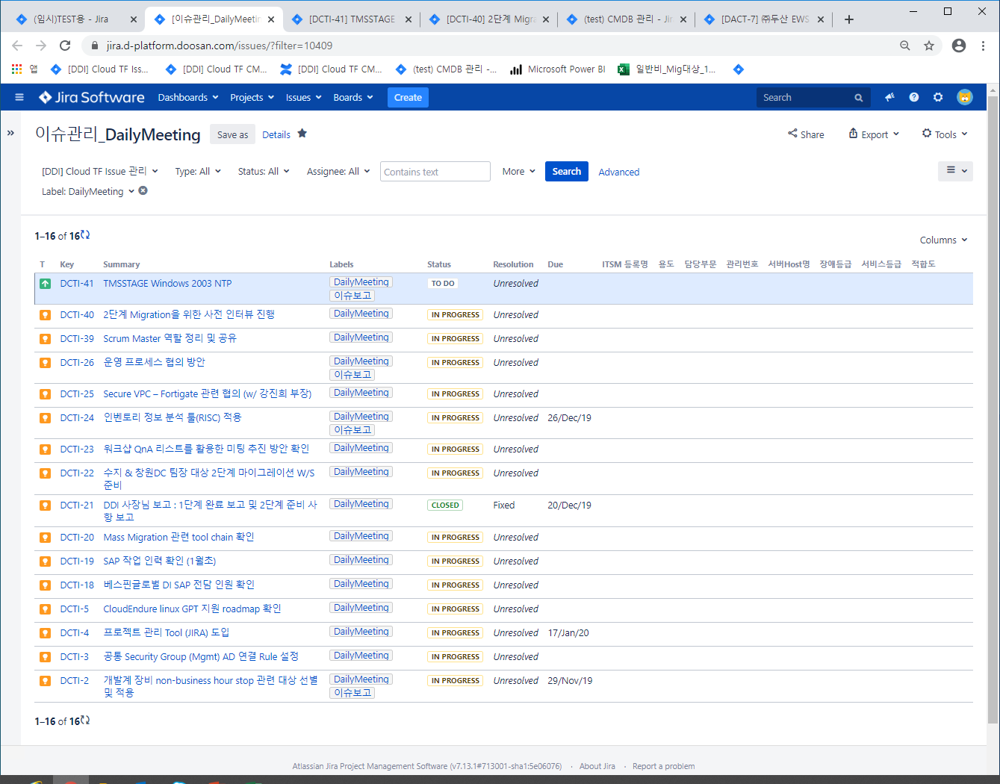 (임시)TEST용 - Jira
[이슈관리_DailyMeetin
[DCTI-41] TMSSTAGE
[DCTI-40] 2단계 Migra
(test) CMDB 관리 - Jir
[DACT-7] ㈜두산 EWS
jira.d-platform.doosan.com/issues/?filter=10409
앱
[DDI] Cloud TF Iss...
[DDI] Cloud TF CM...
[DDI] Cloud TF CM...
(test) CMDB 관리 -...
Microsoft Power BI
일반비_Mig대상_1...
Jira Software Dashboards Projects Issues Boards Create Search
이슈관리_DailyMeeting Save as Details Share Export Tools
[DDI] Cloud TF Issue 관리 Type: All Status: All Assignee: All Contains text More Search Advanced
Label: DailyMeeting
1–16 of 16
Columns
T Key Summary Labels Status Resolution Due ITSM 등록명 용도 담당부문 관리번호 서버Host명 장애등급 서비스등급 적합도
DCTI-41 TMSSTAGE Windows 2003 NTP DailyMeeting TO DO Unresolved
이슈보고
DCTI-40 2단계 Migration을 위한 사전 인터뷰 진행 DailyMeeting IN PROGRESS Unresolved
DCTI-39 Scrum Master 역할 정리 및 공유 DailyMeeting IN PROGRESS Unresolved
DCTI-26 운영 프로세스 협의 방안 DailyMeeting IN PROGRESS Unresolved
이슈보고
DCTI-25 Secure VPC – Fortigate 관련 협의 (w/ 강진희 부장) DailyMeeting IN PROGRESS Unresolved
DCTI-24 인벤토리 정보 분석 툴(RISC) 적용 DailyMeeting IN PROGRESS Unresolved 26/Dec/19
이슈보고
DCTI-23 워크샵 QnA 리스트를 활용한 미팅 추진 방안 확인 DailyMeeting IN PROGRESS Unresolved
DCTI-22 수지 & 창원DC 팀장 대상 2단계 마이그레이션 W/S DailyMeeting IN PROGRESS Unresolved
준비
DCTI-21 DDI 사장님 보고 : 1단계 완료 보고 및 2단계 준비 사 DailyMeeting CLOSED Fixed 20/Dec/19
항 보고
DCTI-20 Mass Migration 관련 tool chain 확인 DailyMeeting IN PROGRESS Unresolved
DCTI-19 SAP 작업 인력 확인 (1월초) DailyMeeting IN PROGRESS Unresolved
DCTI-18 베스핀글로벌 DI SAP 전담 인원 확인 DailyMeeting IN PROGRESS Unresolved
DCTI-5 CloudEndure linux GPT 지원 roadmap 확인 DailyMeeting IN PROGRESS Unresolved
DCTI-4 프로젝트 관리 Tool (JIRA) 도입 DailyMeeting IN PROGRESS Unresolved 17/Jan/20
DCTI-3 공통 Security Group (Mgmt) AD 연결 Rule 설정 DailyMeeting IN PROGRESS Unresolved
DCTI-2 개발계 장비 non-business hour stop 관련 대상 선별 DailyMeeting IN PROGRESS Unresolved 29/Nov/19
및 적용 이슈보고
1–16 of 16
Atlassian Jira Project Management Software (v7.13.1#713001-sha1:5e06076) · About Jira · Report a problem